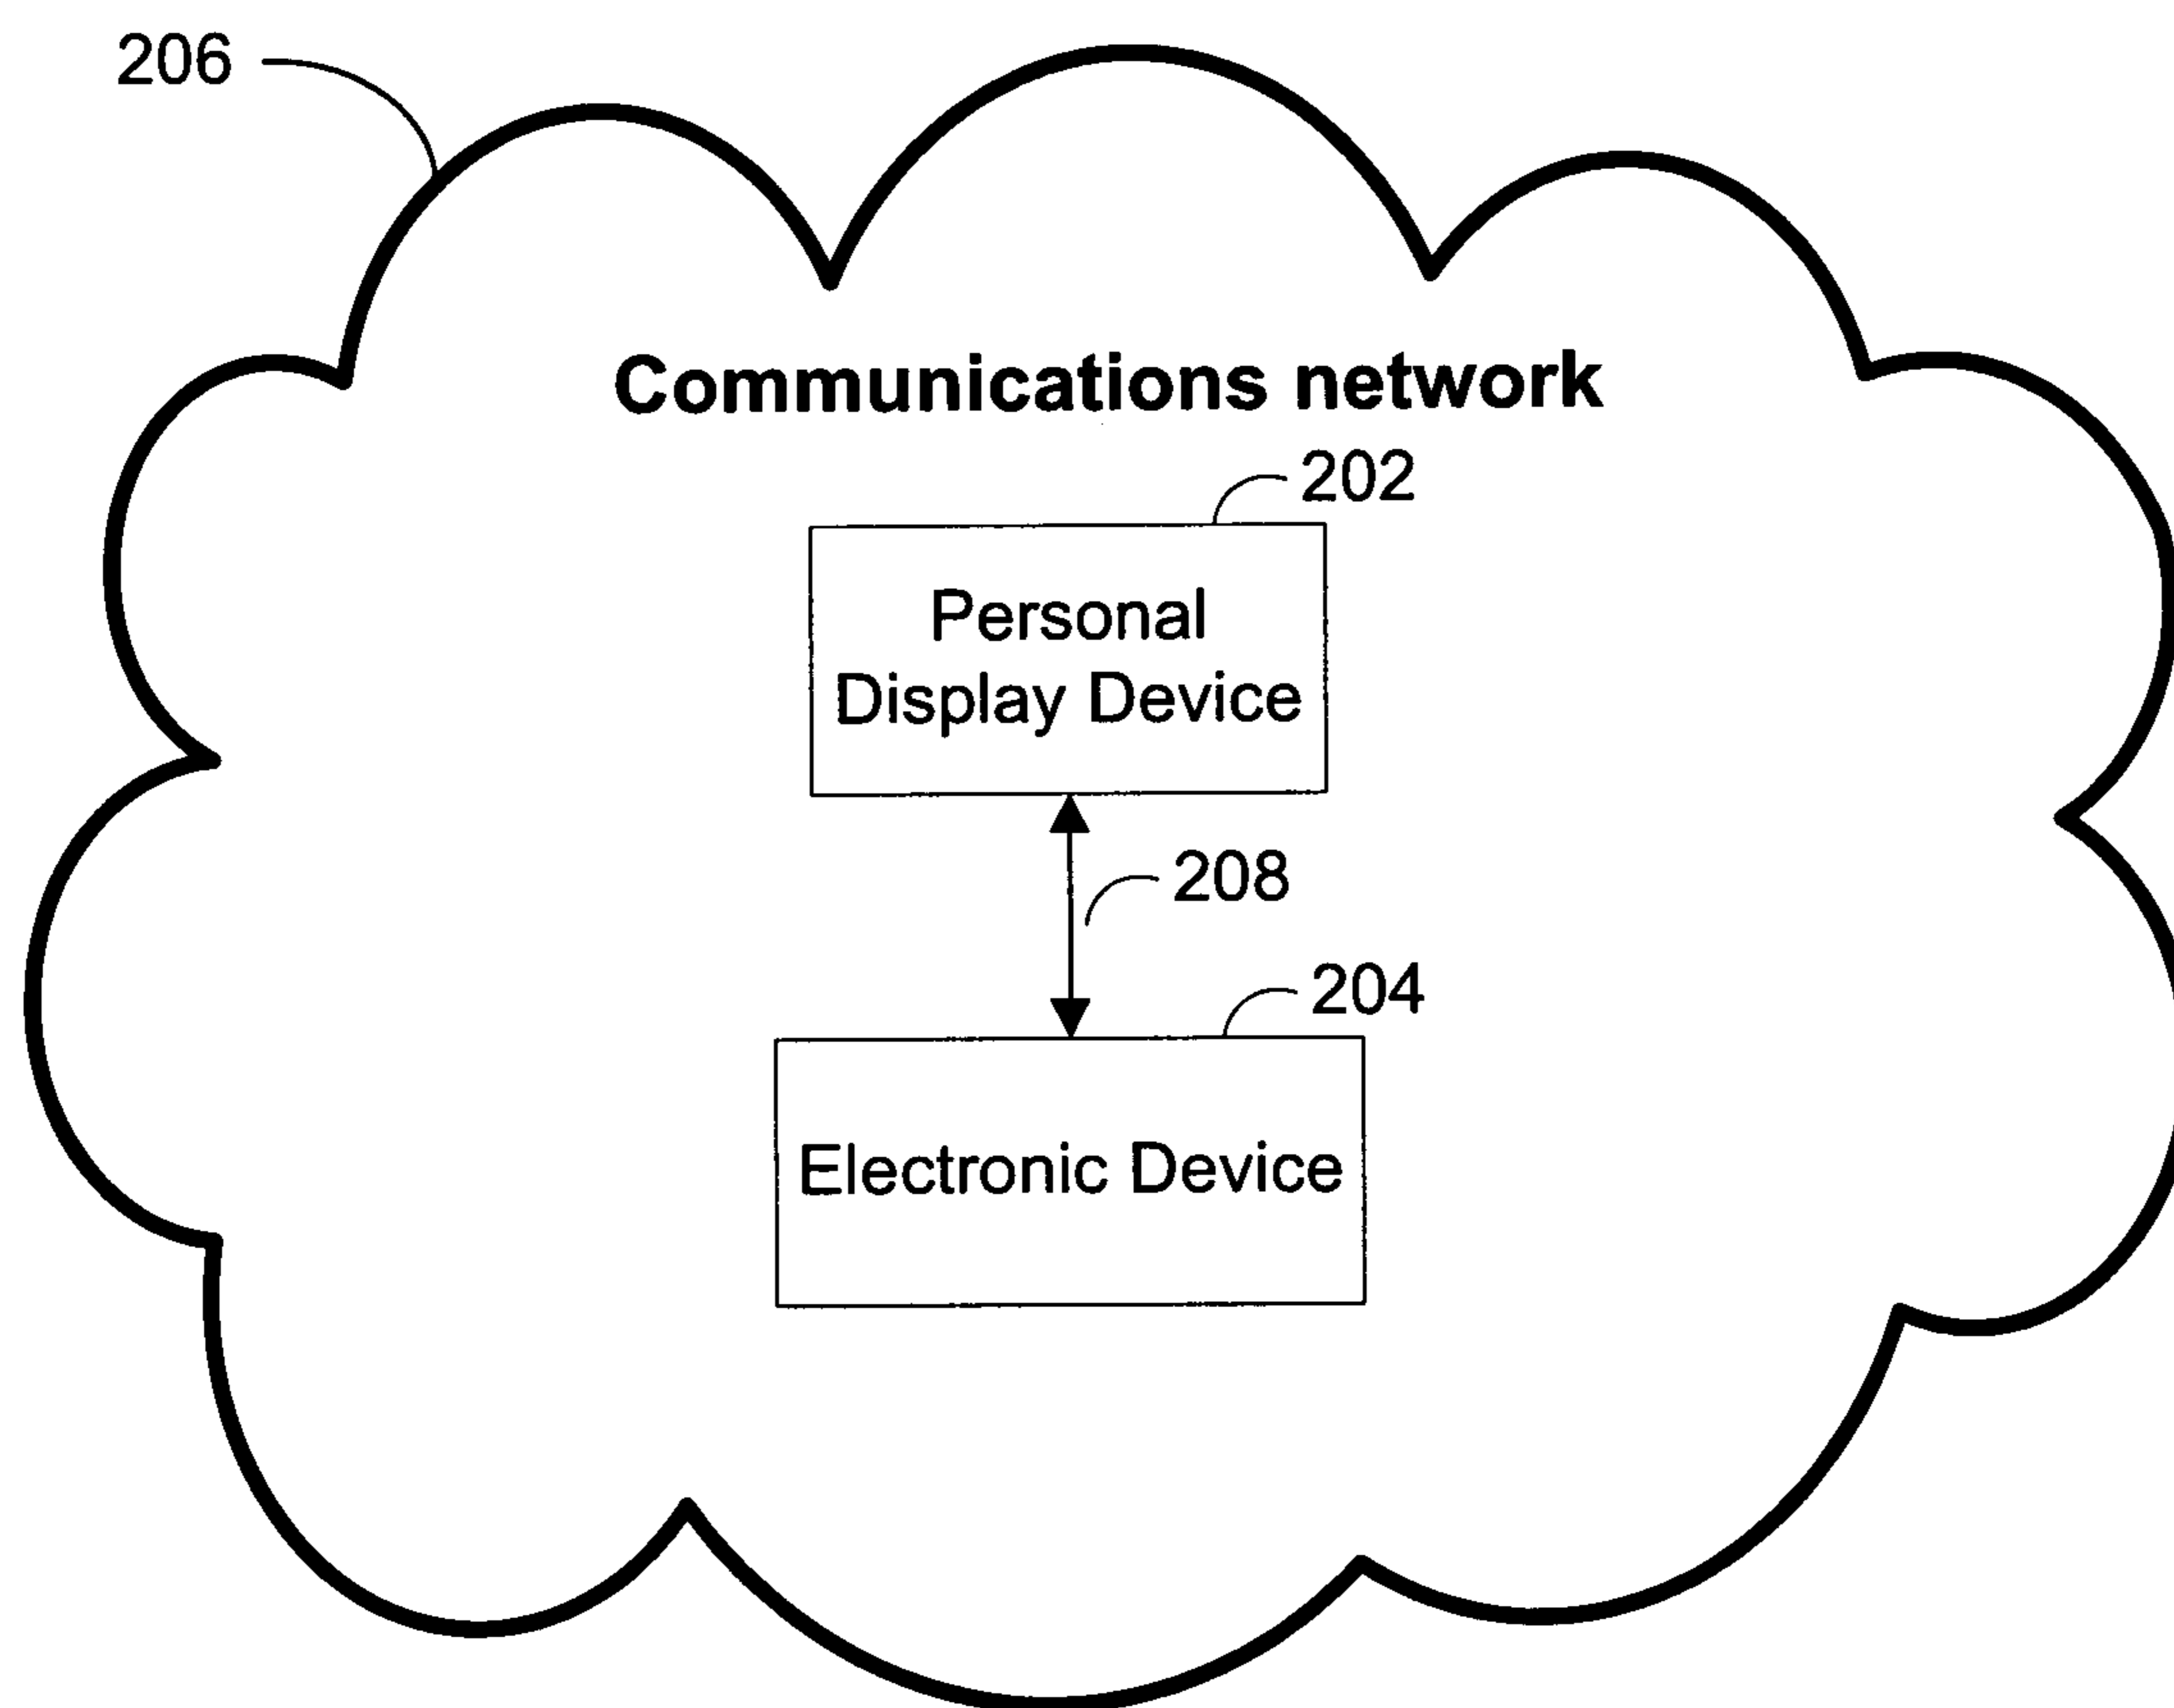 206
Communications network
202
Personal
Display Device
208
204
Electronic Device